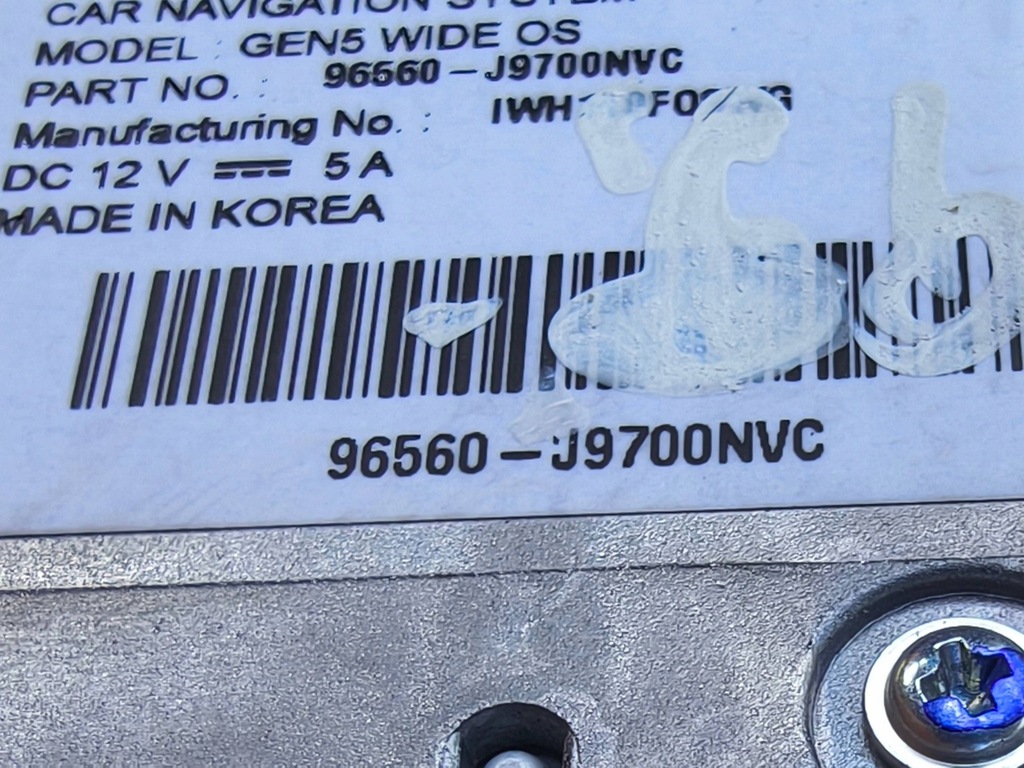 CAR NAVIGATION SYSTEM
MODEL : GEN5 WIDE OS
PART NO. : 96560-J9700NVC
Manufacturing No. :
DC 12 V ⎓ 5 A
MADE IN KOREA
96560-J9700NVC